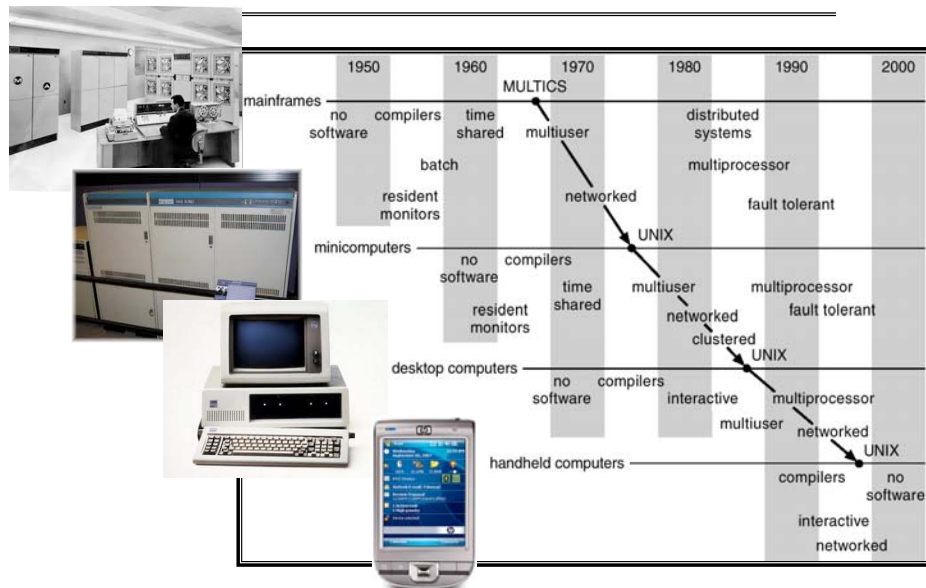 1950 1960 1970 1980 1990 2000
MULTICS
mainframes
no software
compilers
time shared
multiuser
distributed systems
batch
multiprocessor
resident monitors
networked
fault tolerant
UNIX
minicomputers
no software
compilers
time shared
multiuser
multiprocessor
resident monitors
networked
fault tolerant
clustered
UNIX
desktop computers
no software
compilers
interactive
multiprocessor
multiuser
networked
UNIX
handheld computers
compilers
no software
interactive
networked